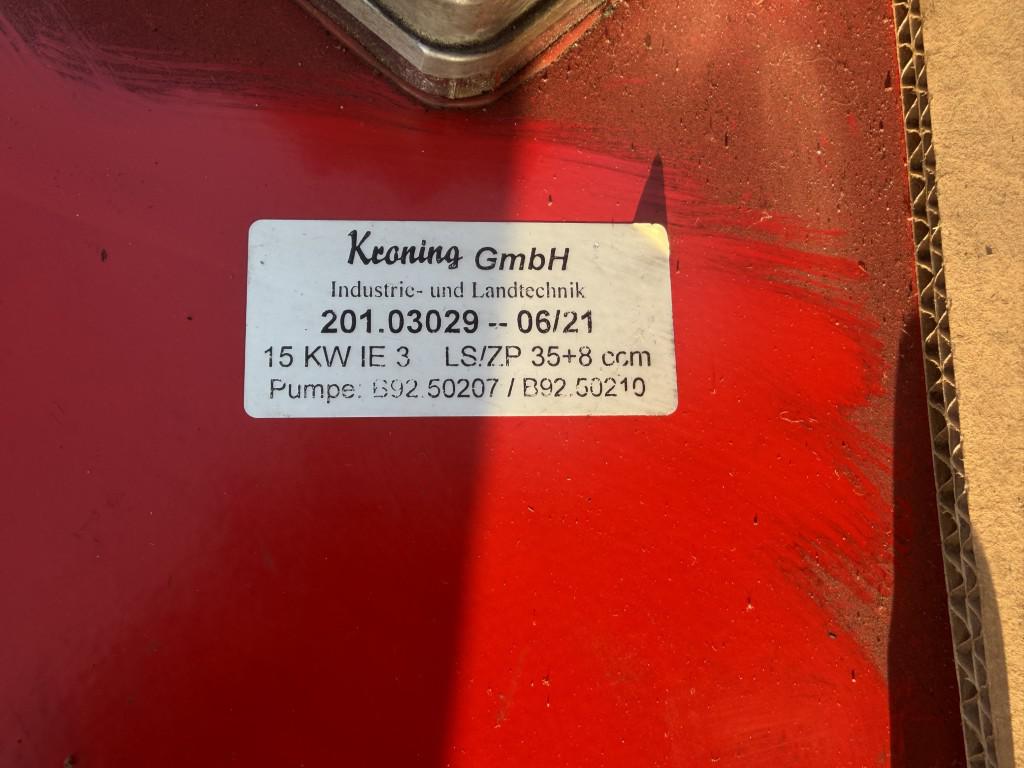 Kroning GmbH
Industrie- und Landtechnik
201.03029 -- 06/21
15 KW IE 3 LS/ZP 35+8 ccm
Pumpe: B92.50207 / B92.50210